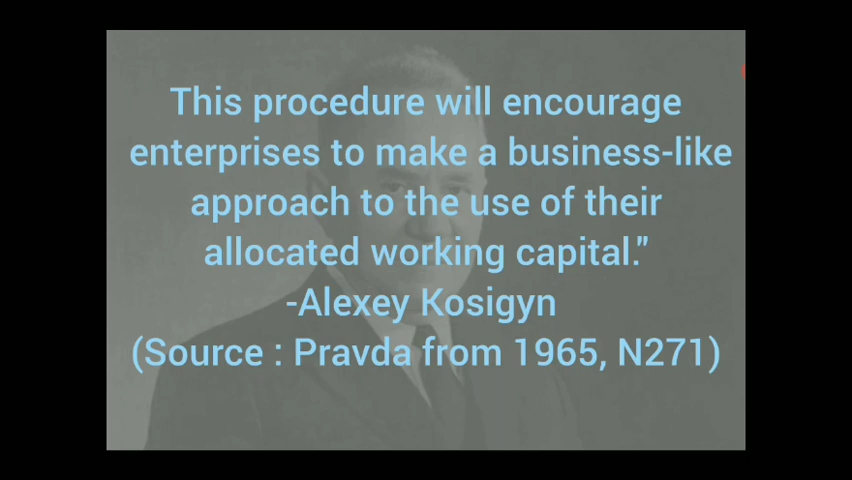 This procedure will encourage
enterprises to make a business-like
approach to the use of their
allocated working capital."
-Alexey Kosigyn
(Source : Pravda from 1965, N271)